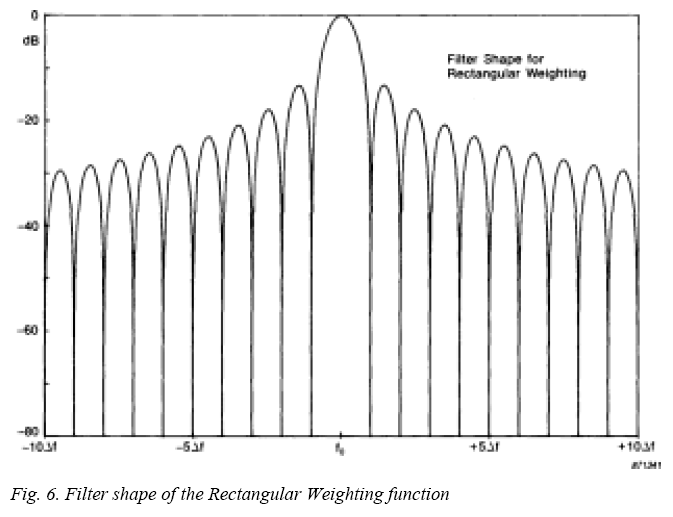 0
dB
Filter Shape for
Rectangular Weighting
−20
−40
−60
−80
−10Δf
−5Δf
f₀
+5Δf
+10Δf
Fig. 6. Filter shape of the Rectangular Weighting function